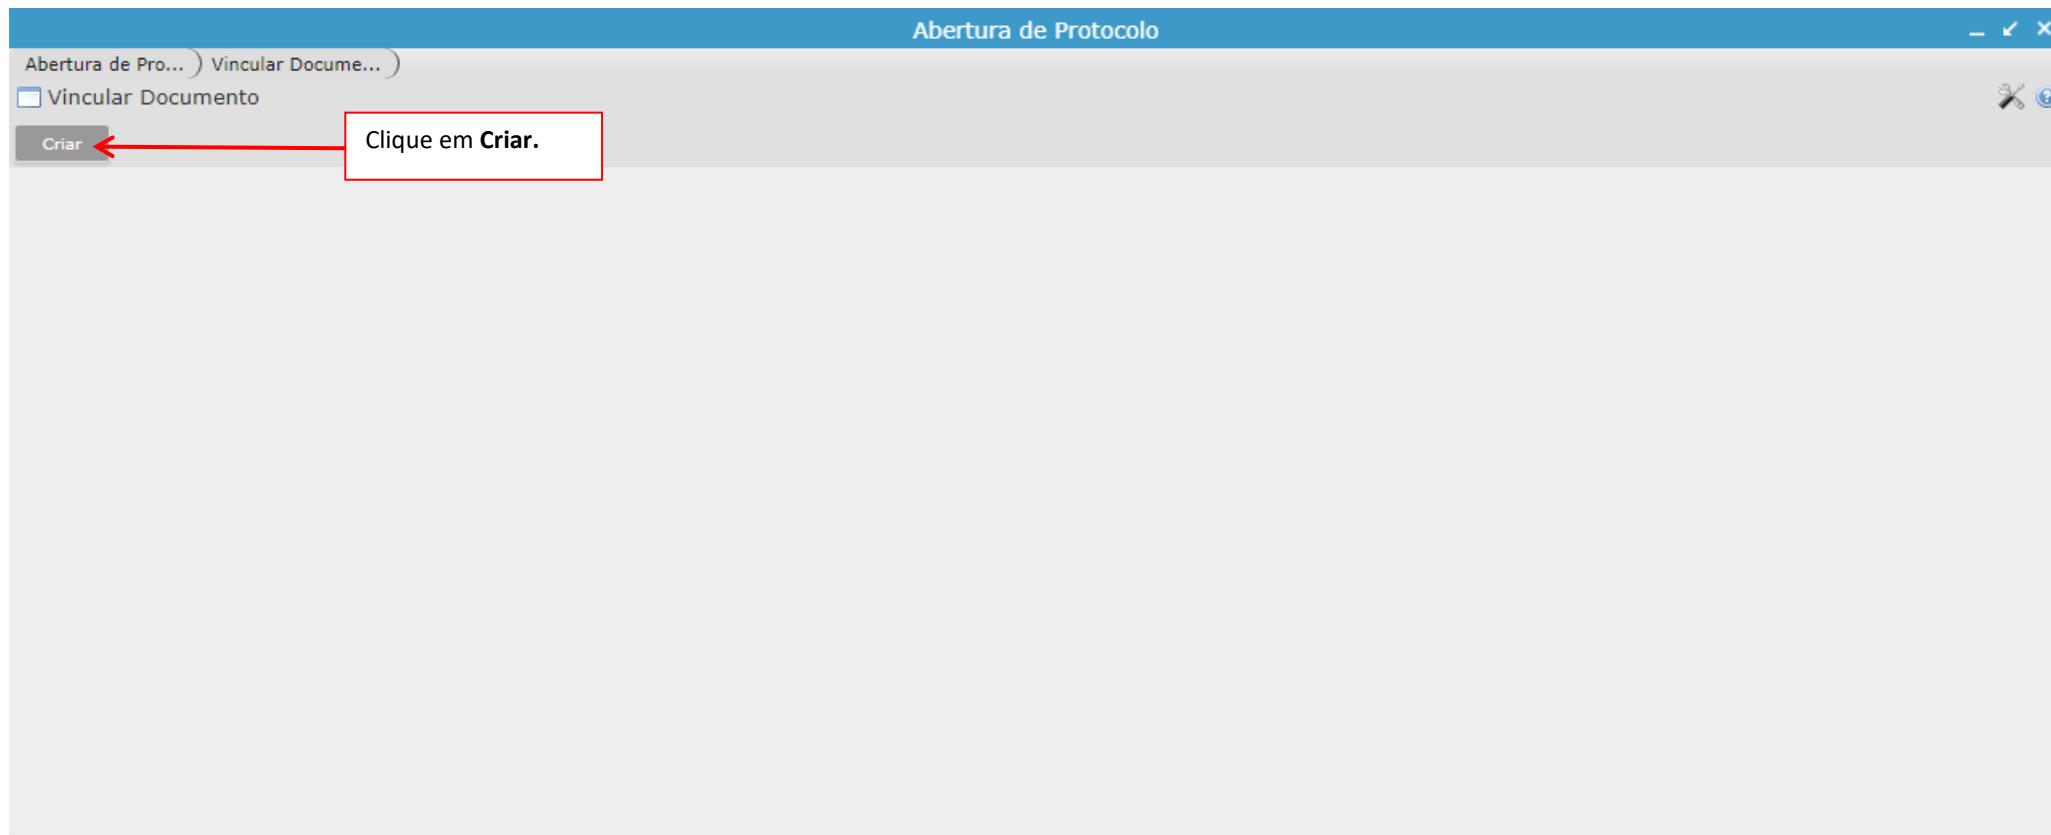 Abertura de Protocolo
Abertura de Pro... Vincular Docume...
Vincular Documento
Criar
Clique em Criar.